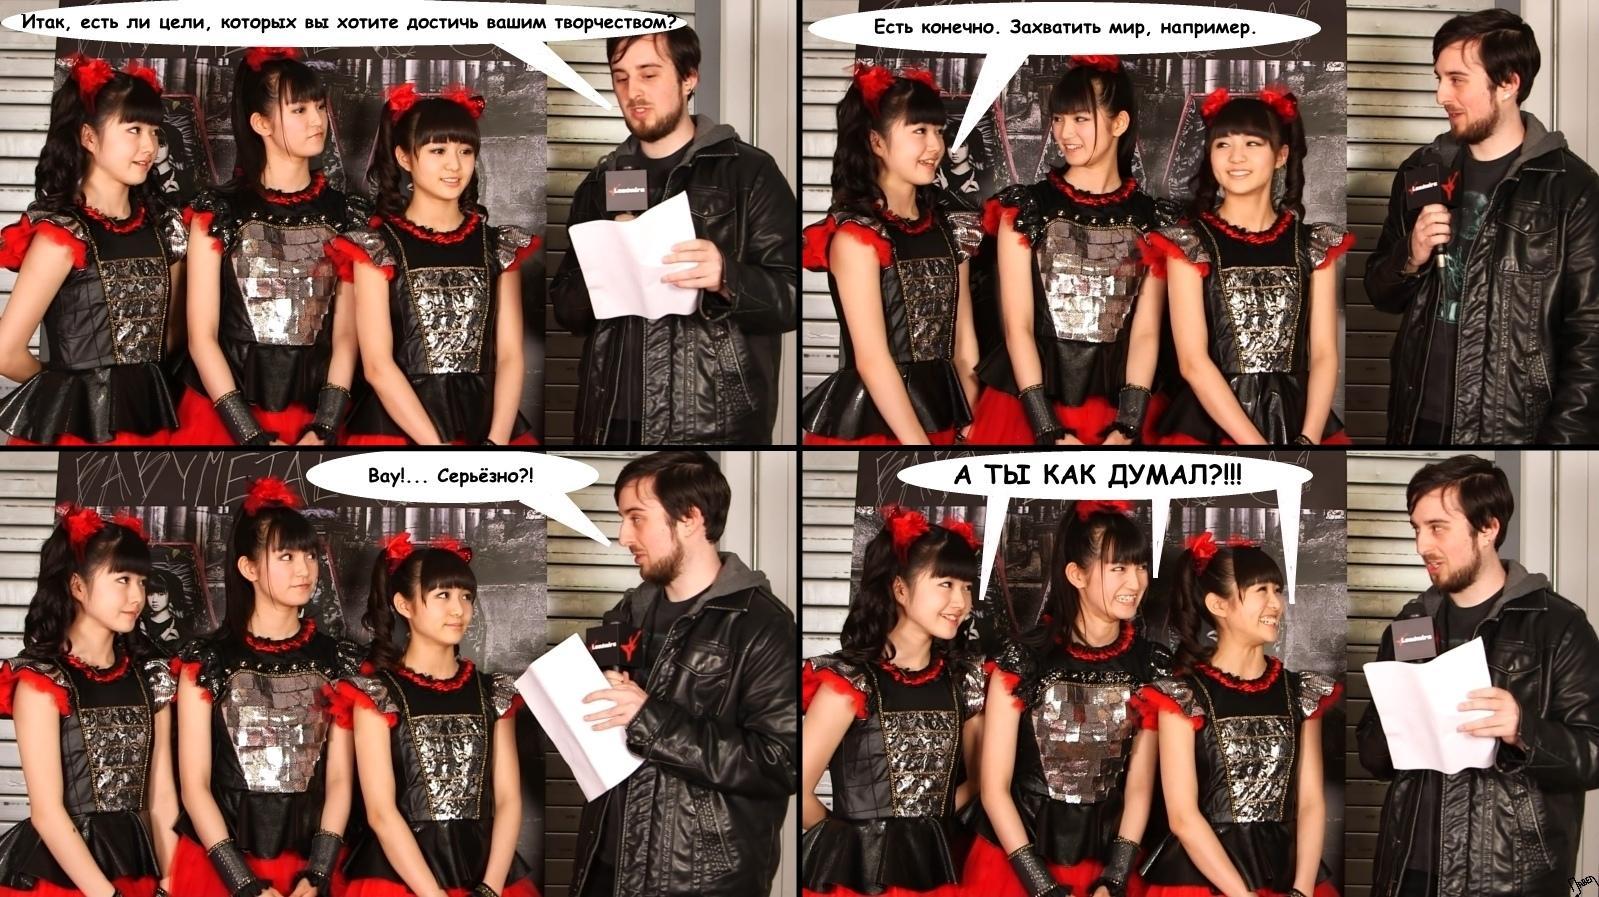 Итак, есть ли цели, которых вы хотите достичь вашим творчеством?
Есть конечно. Захватить мир, например.
BABYMETAL
Вау!... Серьёзно?!
А ТЫ КАК ДУМАЛ?!!!